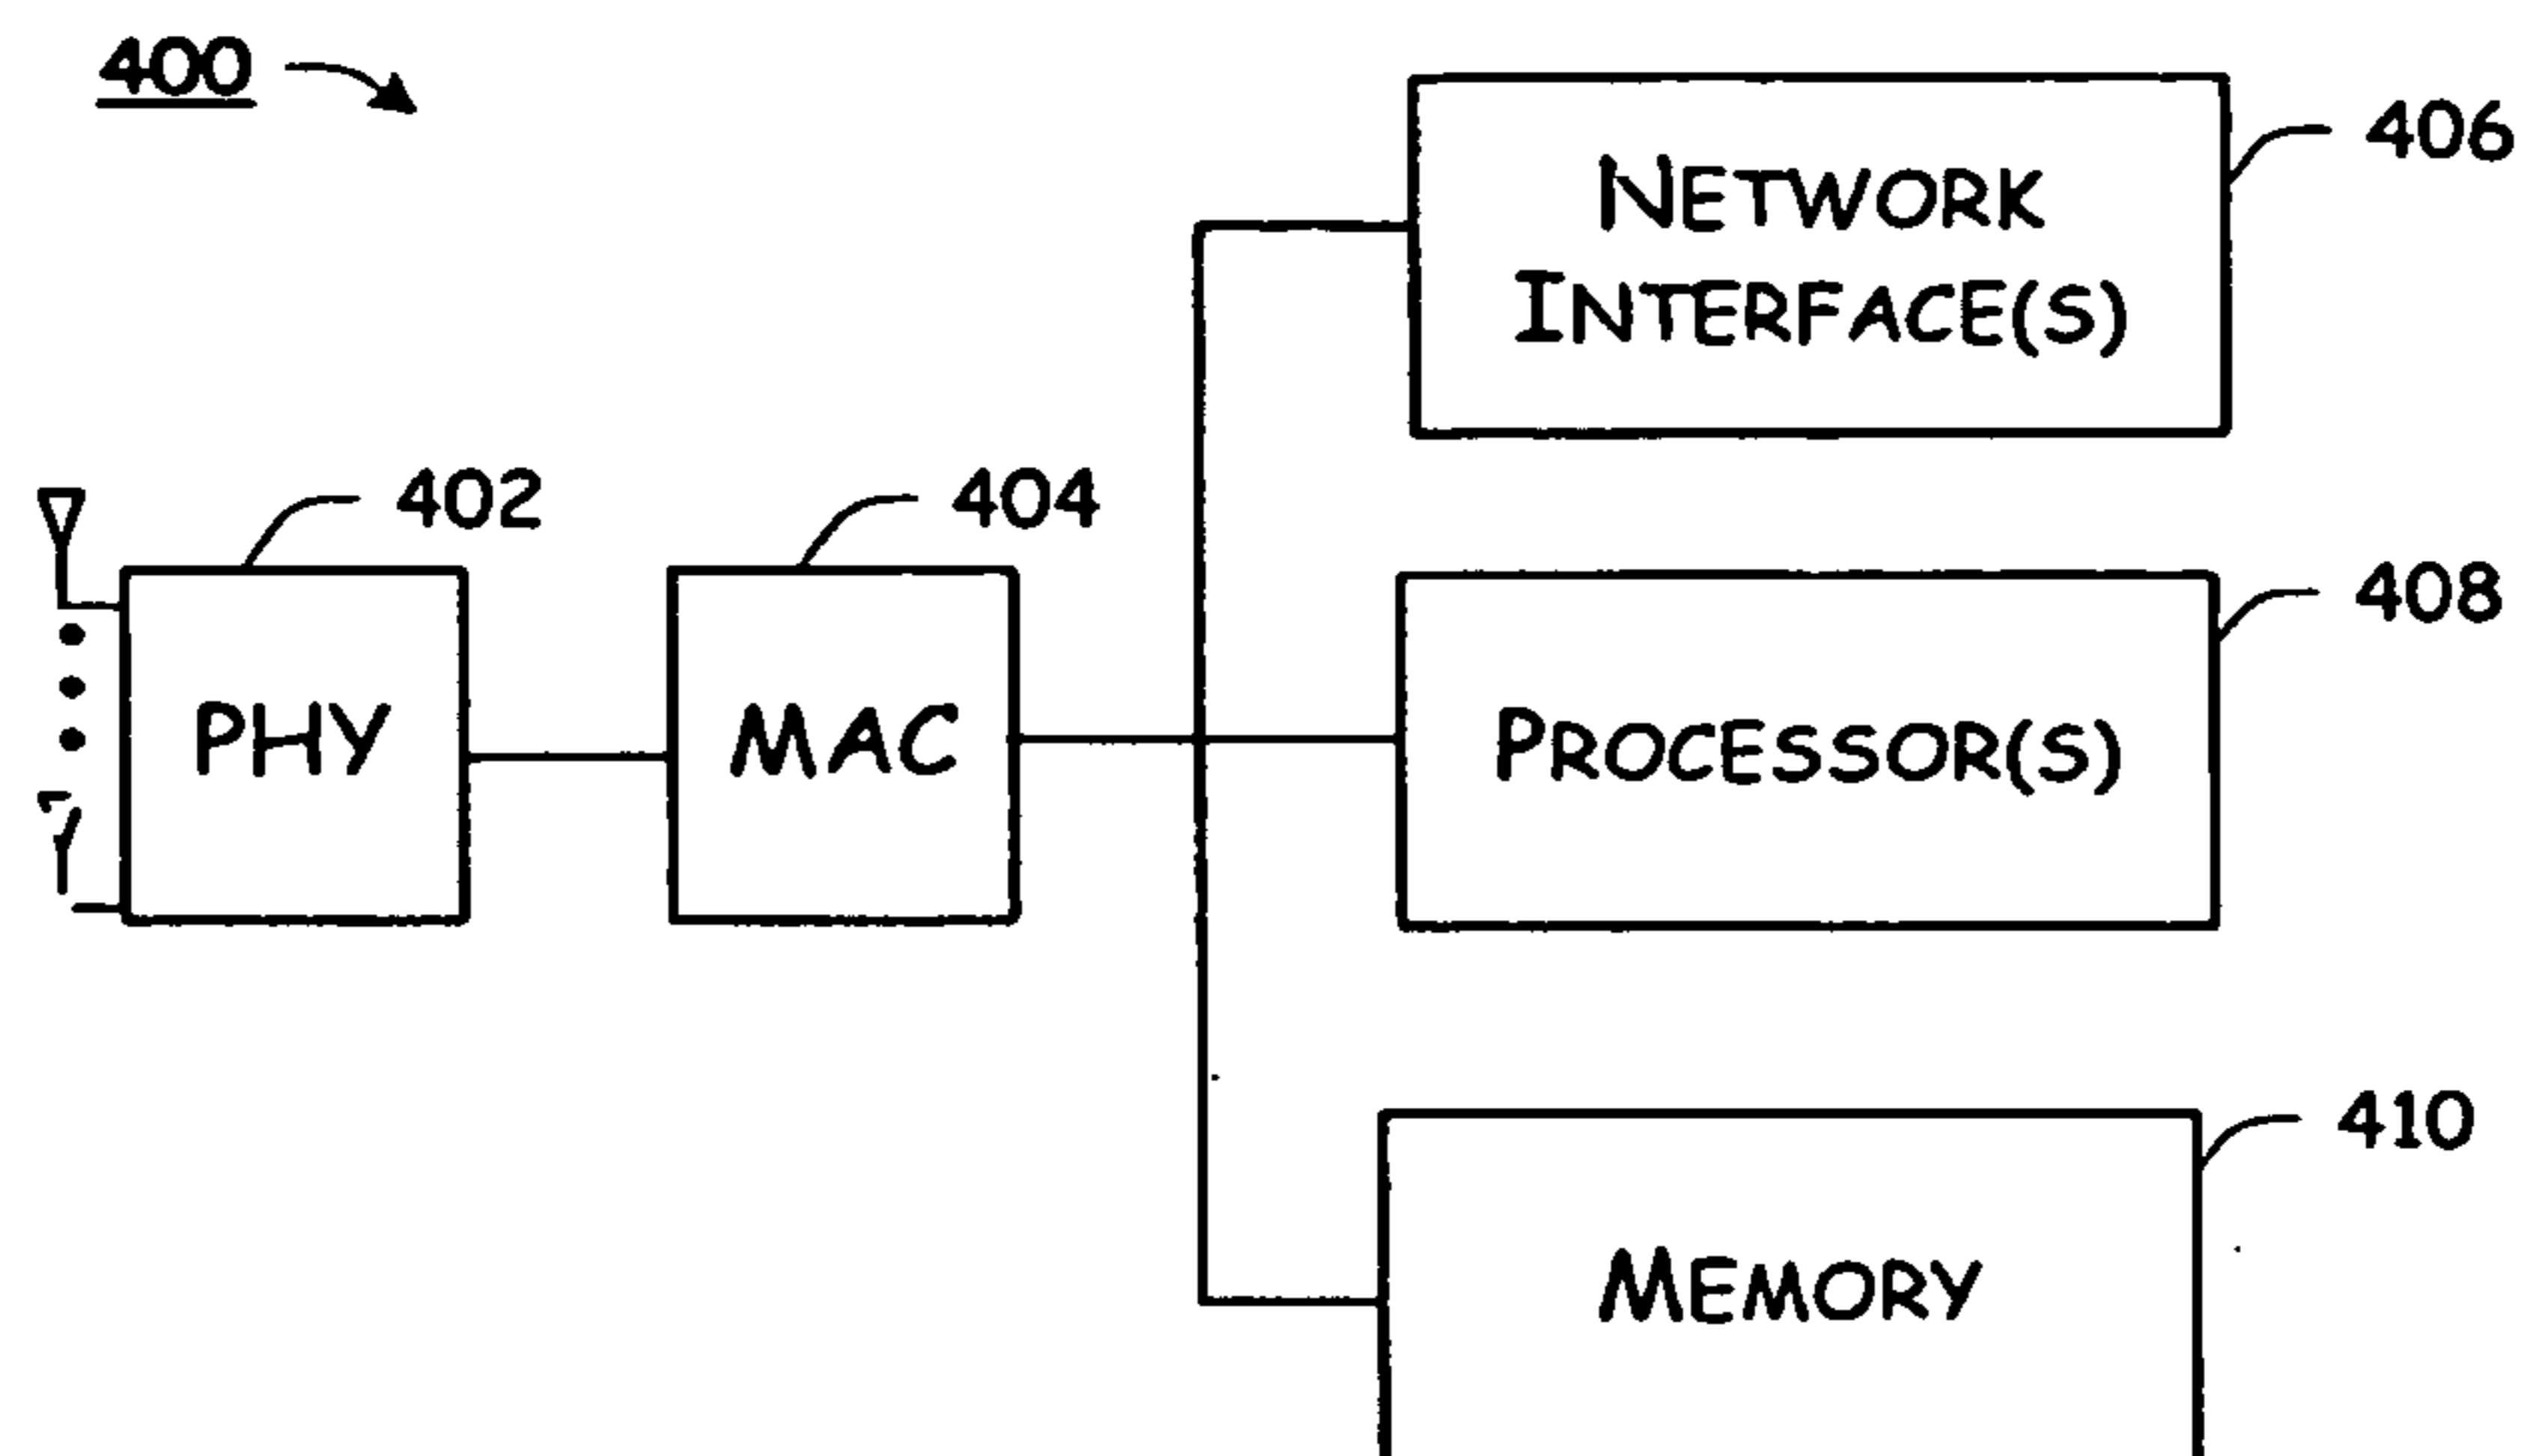 400
NETWORK
INTERFACE(S)
406
402
404
PHY
MAC
PROCESSOR(S)
408
MEMORY
410